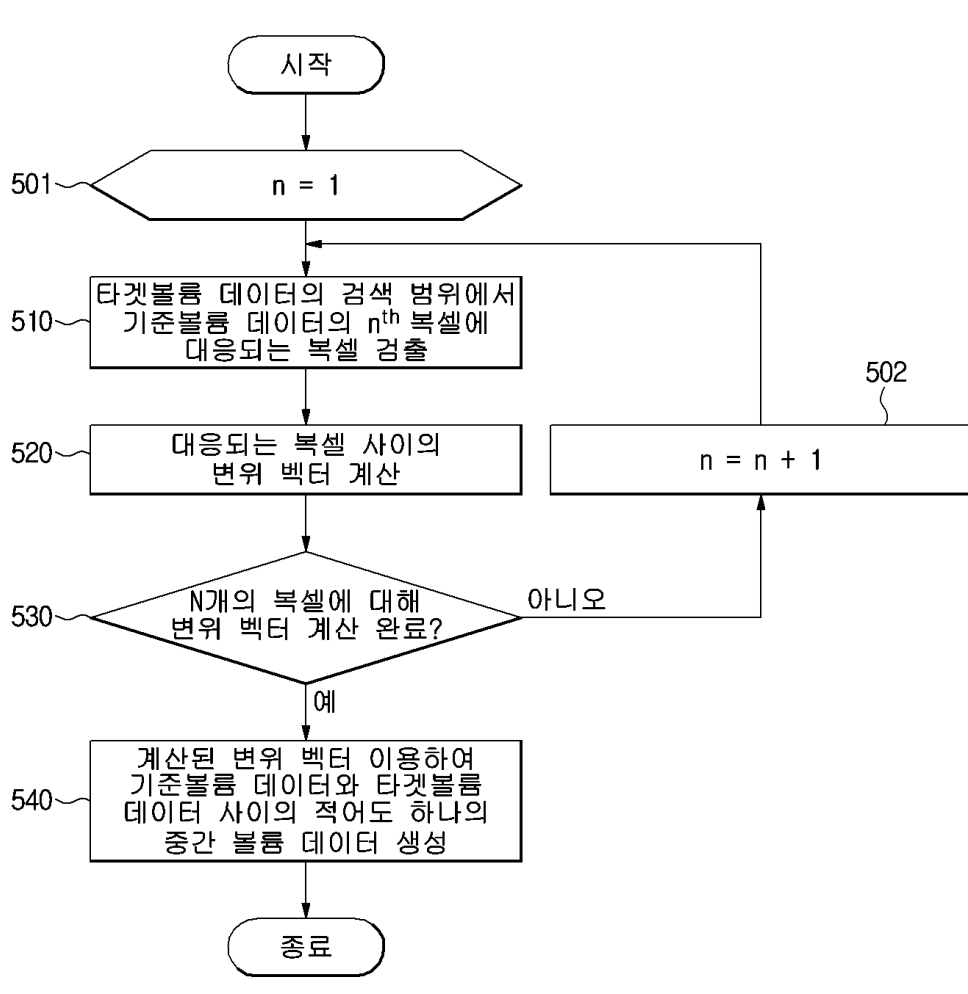 시작
501
n = 1
타겟볼륨 데이터의 검색 범위에서
510
기준볼륨 데이터의 nth 복셀에
대응되는 복셀 검출
502
520
대응되는 복셀 사이의
변위 벡터 계산
n = n + 1
530
N개의 복셀에 대해
변위 벡터 계산 완료?
아니오
예
540
계산된 변위 벡터 이용하여
기준볼륨 데이터와 타겟볼륨
데이터 사이의 적어도 하나의
중간 볼륨 데이터 생성
종료